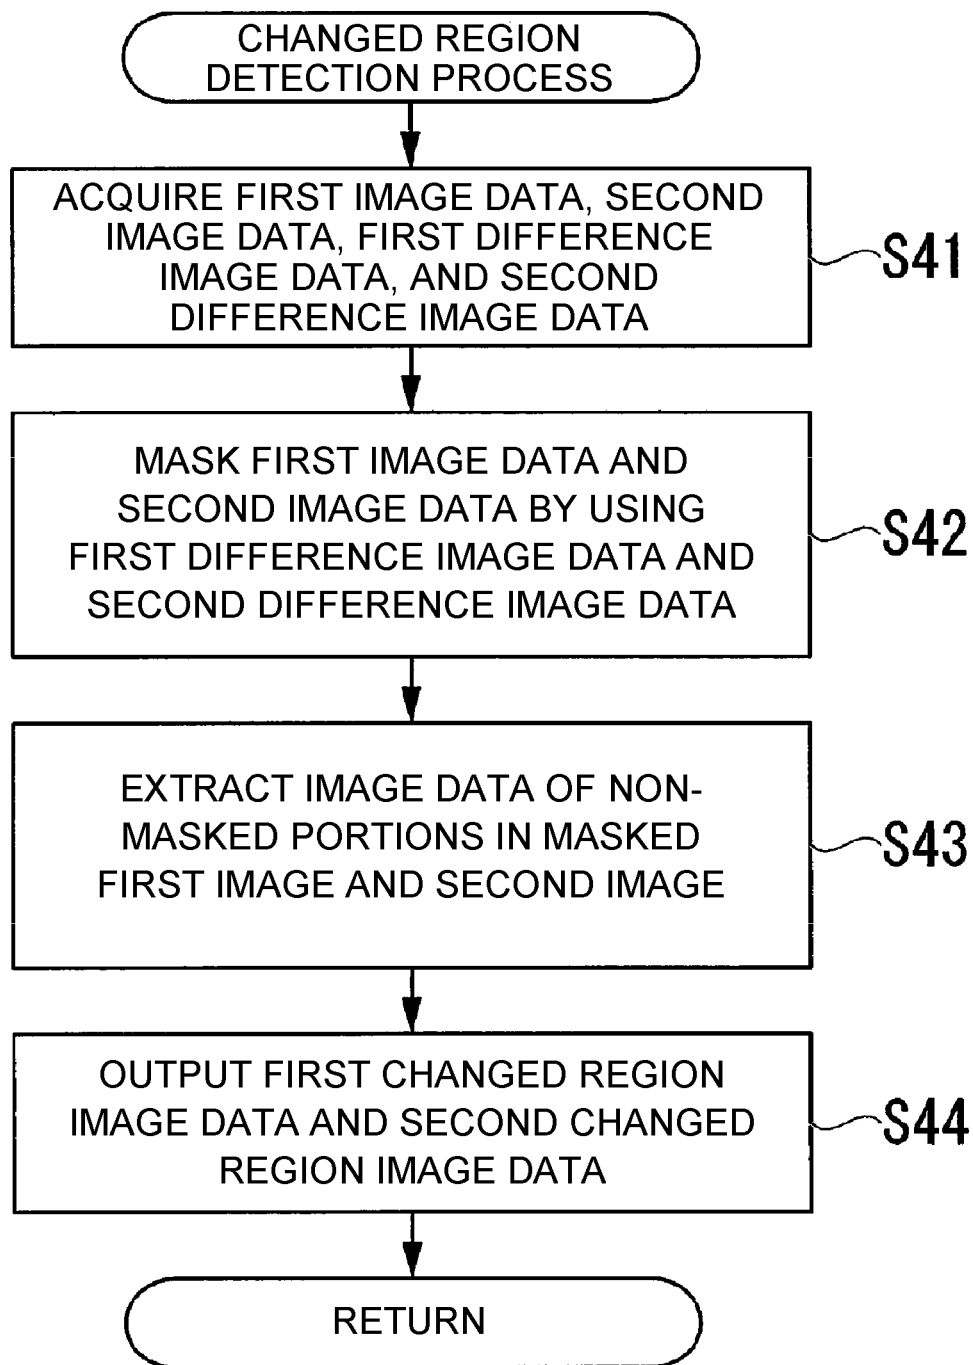 CHANGED REGION
DETECTION PROCESS
ACQUIRE FIRST IMAGE DATA, SECOND
IMAGE DATA, FIRST DIFFERENCE
IMAGE DATA, AND SECOND
DIFFERENCE IMAGE DATA
S41
MASK FIRST IMAGE DATA AND
SECOND IMAGE DATA BY USING
FIRST DIFFERENCE IMAGE DATA AND
SECOND DIFFERENCE IMAGE DATA
S42
EXTRACT IMAGE DATA OF NON-
MASKED PORTIONS IN MASKED
FIRST IMAGE AND SECOND IMAGE
S43
OUTPUT FIRST CHANGED REGION
IMAGE DATA AND SECOND CHANGED
REGION IMAGE DATA
S44
RETURN